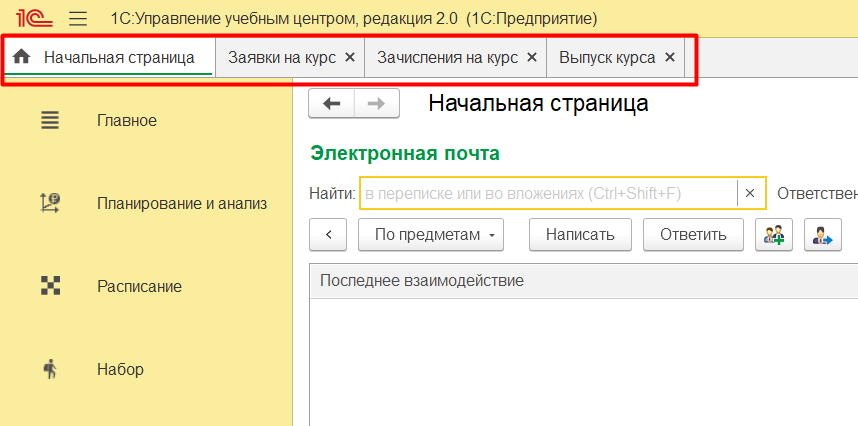 1С 1С:Управление учебным центром, редакция 2.0 (1С:Предприятие)
Начальная страница Заявки на курс × Зачисления на курс × Выпуск курса ×
Главное
Планирование и анализ
Расписание
Набор
Начальная страница
Электронная почта
Найти: в переписке или во вложениях (Ctrl+Shift+F) × Ответствен
< По предметам Написать Ответить
Последнее взаимодействие